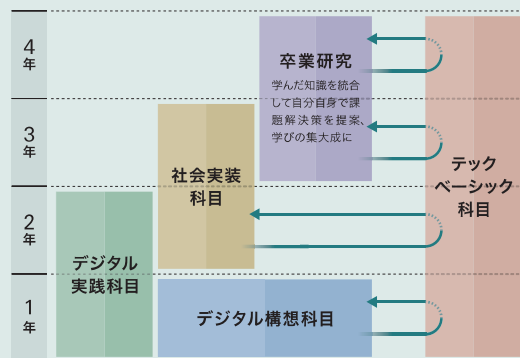 4
年
卒業研究
学んだ知識を統合
して自分自身で課
題解決策を提案、
学びの集大成に
3
年
社会実装
科目
テック
ベーシック
科目
2
年
デジタル
実践科目
1
年
デジタル構想科目